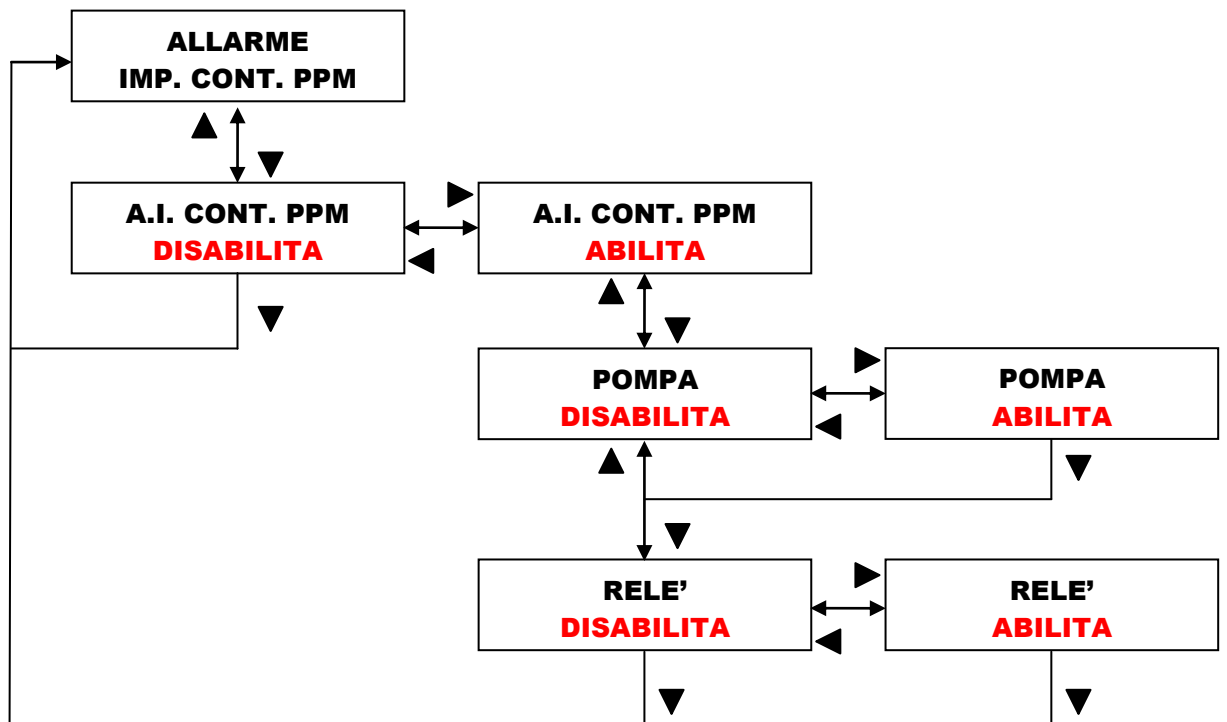 ALLARME
IMP. CONT. PPM
A.I. CONT. PPM
DISABILITA
A.I. CONT. PPM
ABILITA
POMPA
DISABILITA
POMPA
ABILITA
RELE’
DISABILITA
RELE’
ABILITA